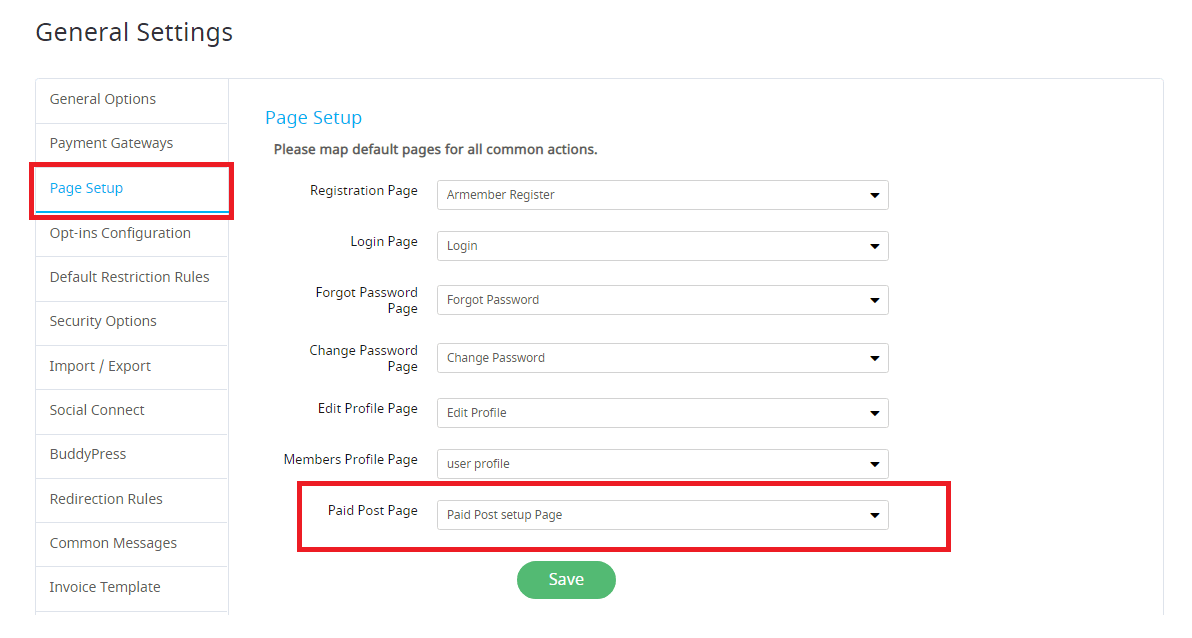 General Settings
General Options
Payment Gateways
Page Setup
Opt-ins Configuration
Default Restriction Rules
Security Options
Import / Export
Social Connect
BuddyPress
Redirection Rules
Common Messages
Invoice Template
Page Setup
Please map default pages for all common actions.
Registration Page Armember Register
Login Page Login
Forgot Password
Page
Forgot Password
Change Password
Page
Change Password
Edit Profile Page Edit Profile
Members Profile Page user profile
Paid Post Page Paid Post setup Page
Save